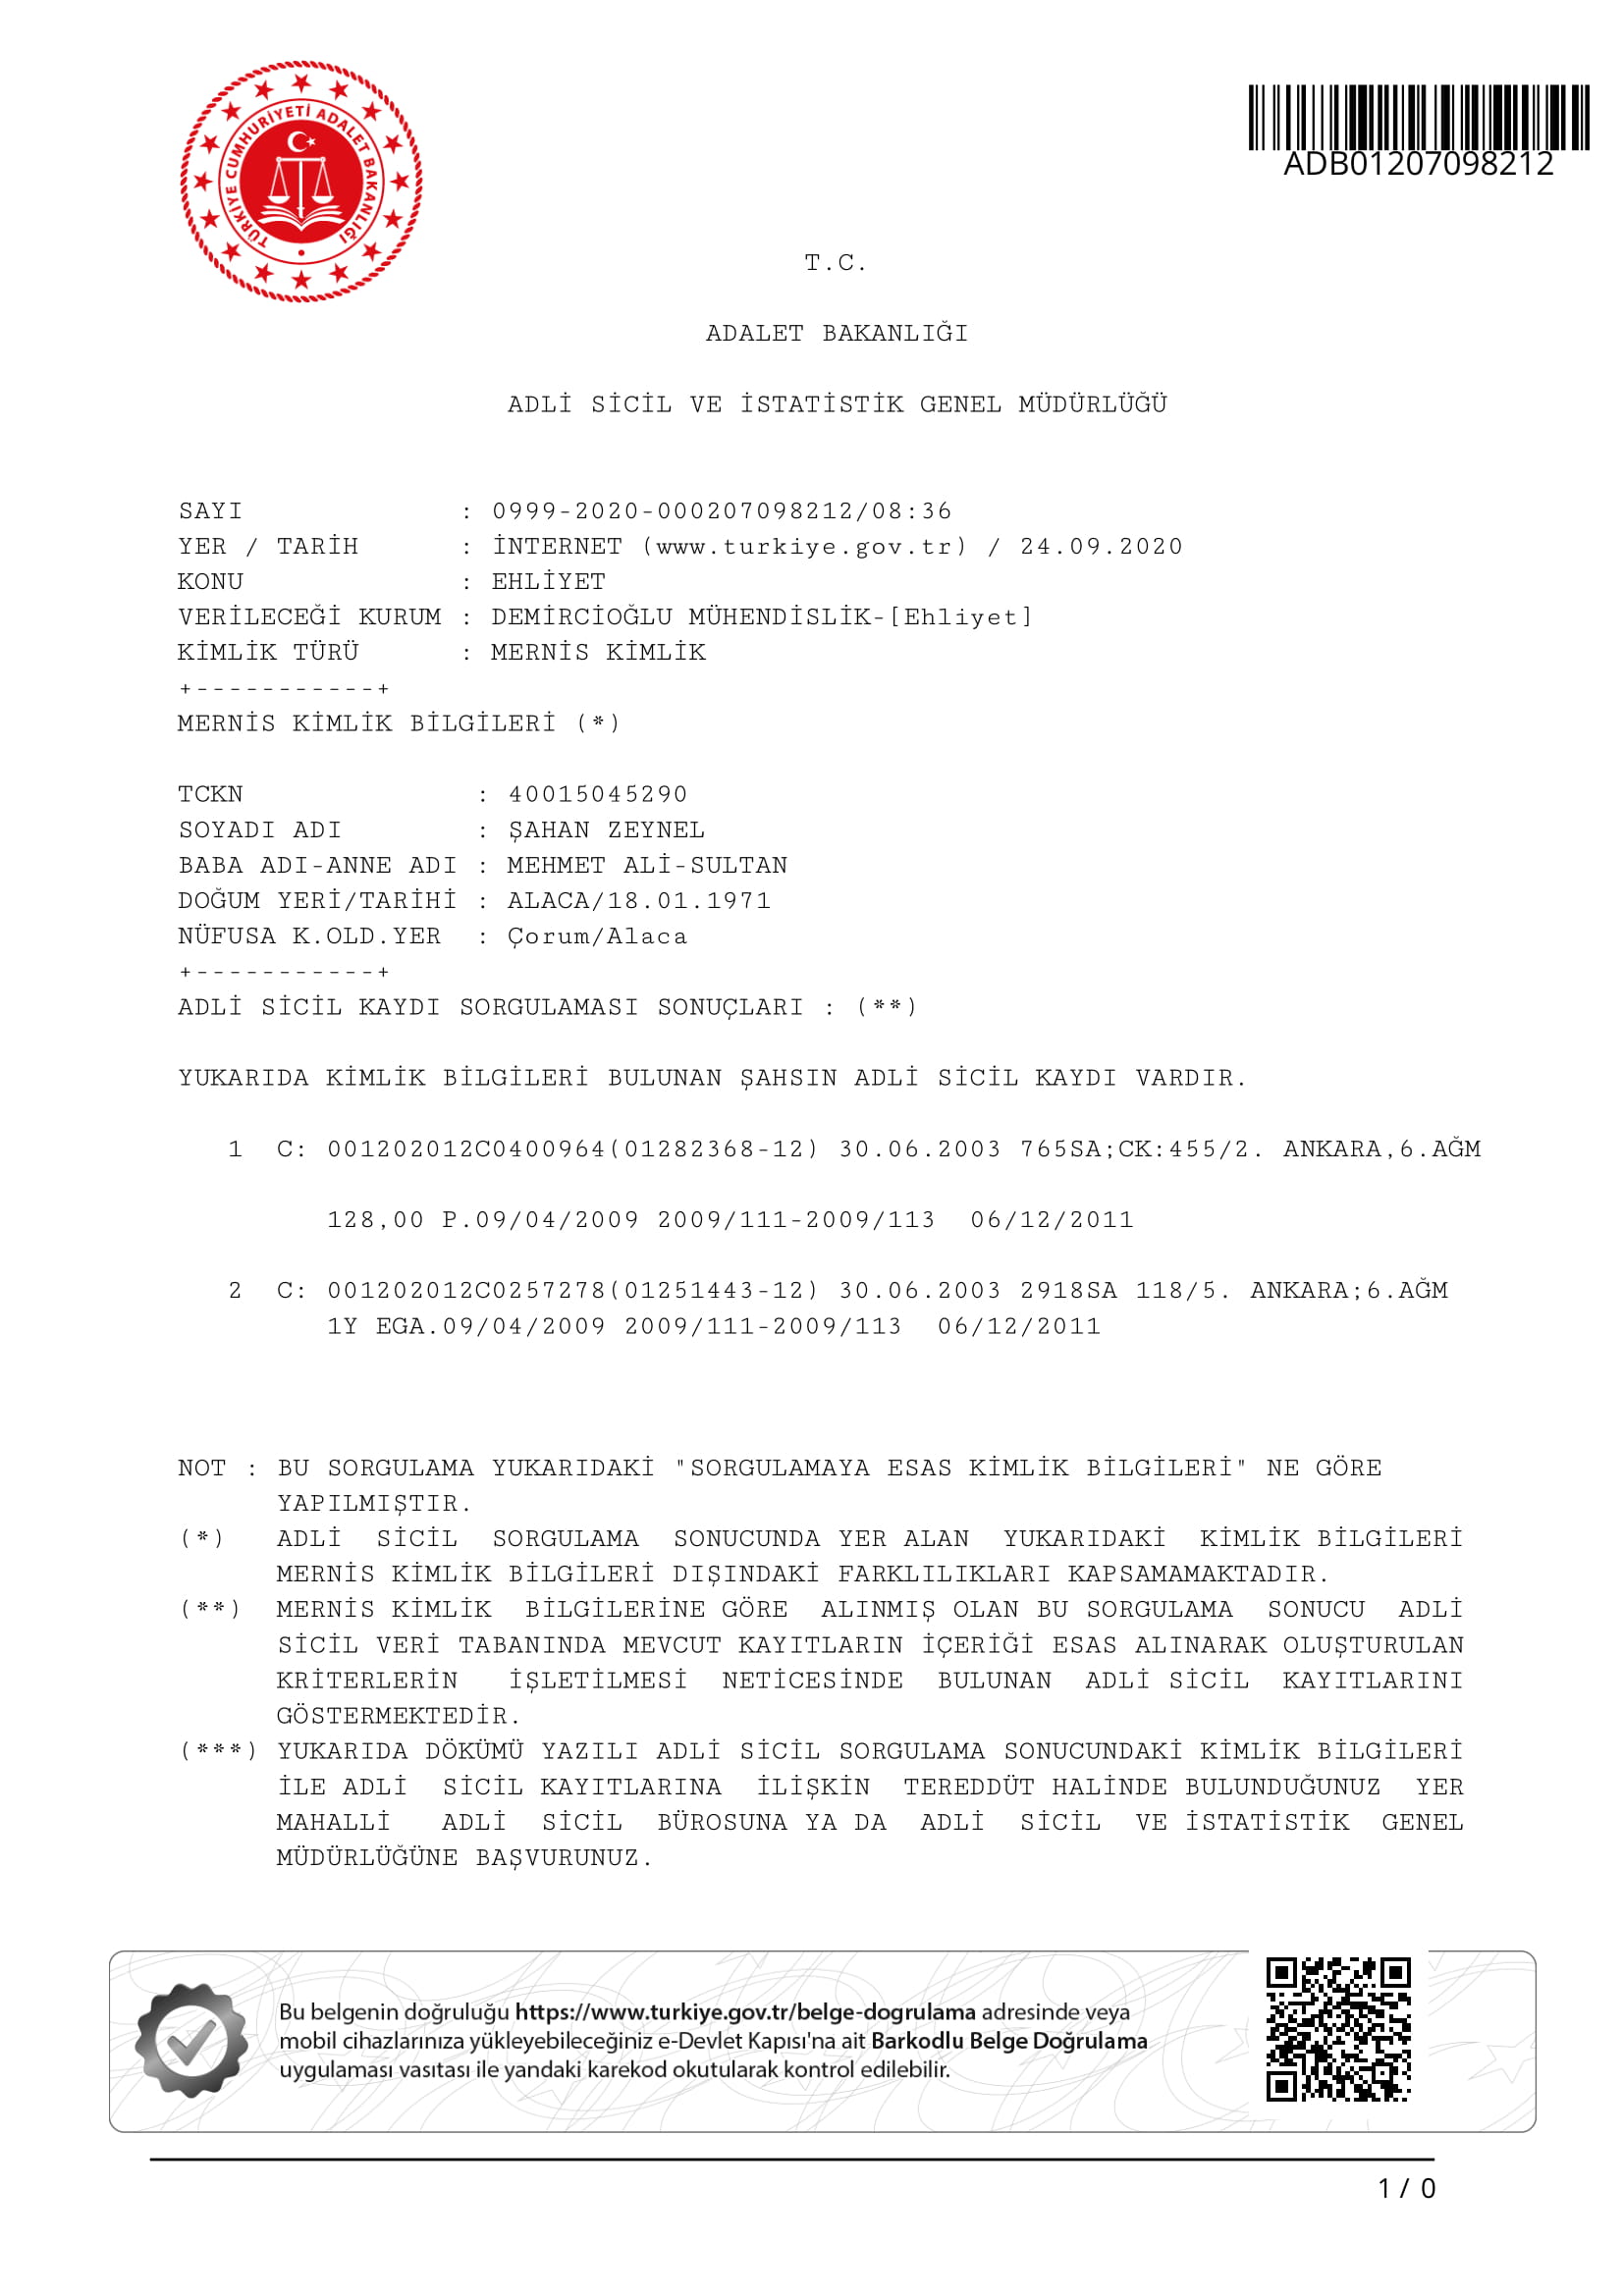 TÜRKİYE CUMHURİYETİ ADALET BAKANLIĞI
ADB01207098212
T.C.
ADALET BAKANLIĞI
ADLİ SİCİL VE İSTATİSTİK GENEL MÜDÜRLÜĞÜ
SAYI : 0999-2020-000207098212/08:36
YER / TARİH : İNTERNET (www.turkiye.gov.tr) / 24.09.2020
KONU : EHLİYET
VERİLECEĞİ KURUM : DEMİRCİOĞLU MÜHENDİSLİK-[Ehliyet]
KİMLİK TÜRÜ : MERNİS KİMLİK
+-----------+
MERNİS KİMLİK BİLGİLERİ (*)
TCKN : 40015045290
SOYADI ADI : ŞAHAN ZEYNEL
BABA ADI-ANNE ADI : MEHMET ALİ-SULTAN
DOĞUM YERİ/TARİHİ : ALACA/18.01.1971
NÜFUSA K.OLD.YER : Çorum/Alaca
+-----------+
ADLİ SİCİL KAYDI SORGULAMASI SONUÇLARI : (**)
YUKARIDA KİMLİK BİLGİLERİ BULUNAN ŞAHSIN ADLİ SİCİL KAYDI VARDIR.
1 C: 001202012C0400964(01282368-12) 30.06.2003 765SA;CK:455/2. ANKARA,6.AĞM
128,00 P.09/04/2009 2009/111-2009/113 06/12/2011
2 C: 001202012C0257278(01251443-12) 30.06.2003 2918SA 118/5. ANKARA;6.AĞM
1Y EGA.09/04/2009 2009/111-2009/113 06/12/2011
NOT : BU SORGULAMA YUKARIDAKİ "SORGULAMAYA ESAS KİMLİK BİLGİLERİ" NE GÖRE
YAPILMIŞTIR.
(*) ADLİ SİCİL SORGULAMA SONUCUNDA YER ALAN YUKARIDAKİ KİMLİK BİLGİLERİ
MERNİS KİMLİK BİLGİLERİ DIŞINDAKİ FARKLILIKLARI KAPSAMAMAKTADIR.
(**) MERNİS KİMLİK BİLGİLERİNE GÖRE ALINMIŞ OLAN BU SORGULAMA SONUCU ADLİ
SİCİL VERİ TABANINDA MEVCUT KAYITLARIN İÇERİĞİ ESAS ALINARAK OLUŞTURULAN
KRİTERLERİN İŞLETİLMESİ NETİCESİNDE BULUNAN ADLİ SİCİL KAYITLARINI
GÖSTERMEKTEDİR.
(***) YUKARIDA DÖKÜMÜ YAZILI ADLİ SİCİL SORGULAMA SONUCUNDAKİ KİMLİK BİLGİLERİ
İLE ADLİ SİCİL KAYITLARINA İLİŞKİN TEREDDÜT HALİNDE BULUNDUĞUNUZ YER
MAHALLİ ADLİ SİCİL BÜROSUNA YA DA ADLİ SİCİL VE İSTATİSTİK GENEL
MÜDÜRLÜĞÜNE BAŞVURUNUZ.
Bu belgenin doğruluğu https://www.turkiye.gov.tr/belge-dogrulama adresinde veya
mobil cihazlarınıza yükleyebileceğiniz e-Devlet Kapısı'na ait Barkodlu Belge Doğrulama
uygulaması vasıtası ile yandaki karekod okutularak kontrol edilebilir.
1 / 0